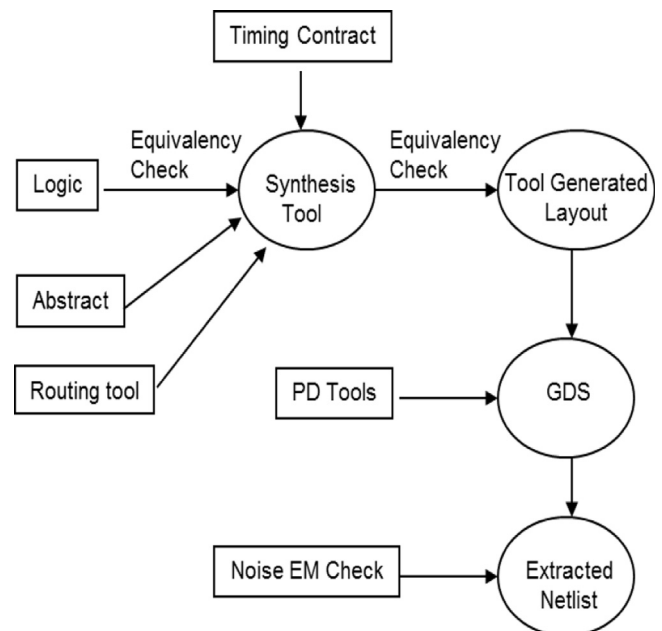 Timing Contract
Equivalency
Check
Equivalency
Check
Logic
Synthesis
Tool
Tool Generated
Layout
Abstract
Routing tool
PD Tools
GDS
Noise EM Check
Extracted
Netlist